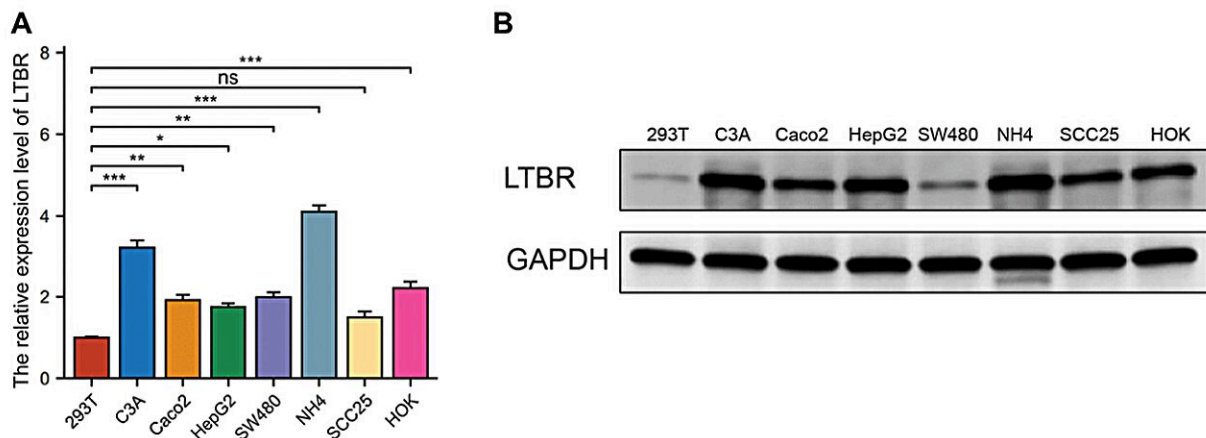 A
The relative expression level of LTBR
8
6
4
2
0
***
ns
***
**
*
**
***
293T
C3A
Caco2
HepG2
SW480
NH4
SCC25
HOK
B
293T C3A Caco2 HepG2 SW480 NH4 SCC25 HOK
LTBR
GAPDH